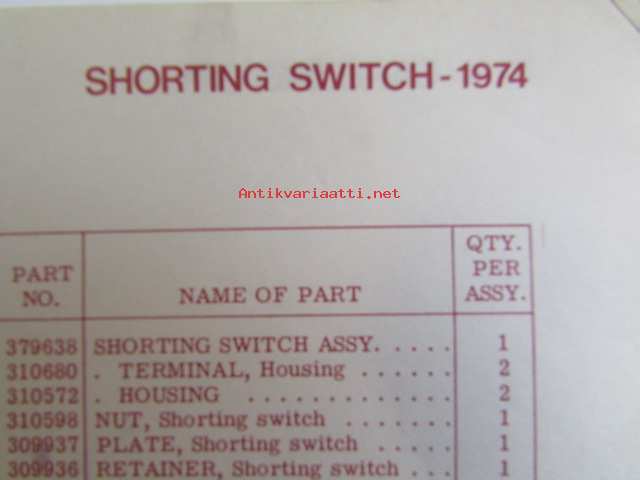 SHORTING SWITCH - 1974
Antikvariaatti.net
PART NO. NAME OF PART QTY. PER ASSY.
379638 SHORTING SWITCH ASSY. . . . . 1
310680 . TERMINAL, Housing . . . . . . 2
310572 . HOUSING . . . . . . . . . . . . 2
310598 NUT, Shorting switch . . . . . . . 1
309937 PLATE, Shorting switch . . . . . 1
309936 RETAINER, Shorting switch . . . 1